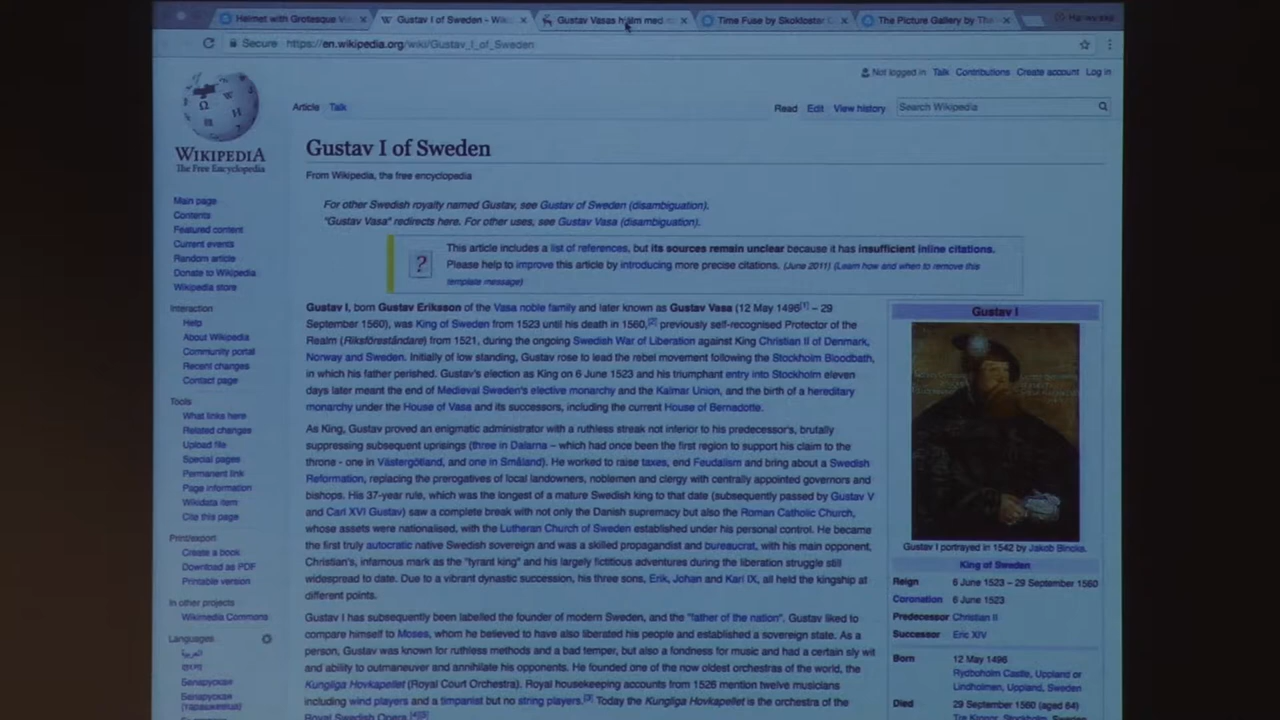 Helmet with Grotesque
Gustav I of Sweden - Wiki
Gustav Vasas hjälm med
Time Fuse by Skokloster C
The Picture Gallery by The
Secure https://en.wikipedia.org/wiki/Gustav_I_of_Sweden
Not logged in Talk Contributions Create account Log in
Article Talk
Read Edit View history Search Wikipedia
WIKIPEDIA
The Free Encyclopedia
Gustav I of Sweden
From Wikipedia, the free encyclopedia
For other Swedish royalty named Gustav, see Gustav of Sweden (disambiguation).
"Gustav Vasa" redirects here. For other uses, see Gustav Vasa (disambiguation).
This article includes a list of references, but its sources remain unclear because it has insufficient inline citations.
Please help to improve this article by introducing more precise citations. (June 2011) (Learn how and when to remove this
template message)
Main page
Contents
Featured content
Current events
Random article
Donate to Wikipedia
Wikipedia store
Interaction
Help
About Wikipedia
Community portal
Recent changes
Contact page
Tools
What links here
Related changes
Upload file
Special pages
Permanent link
Page information
Wikidata item
Cite this page
Print/export
Create a book
Download as PDF
Printable version
In other projects
Wikimedia Commons
Languages
العربية
বাংলা
Беларуская
Беларуская
(тарашкевіца)
Gustav I, born Gustav Eriksson of the Vasa noble family and later known as Gustav Vasa (12 May 1496[1] – 29
September 1560), was King of Sweden from 1523 until his death in 1560,[2] previously self-recognised Protector of the
Realm (Riksföreståndare) from 1521, during the ongoing Swedish War of Liberation against King Christian II of Denmark,
Norway and Sweden. Initially of low standing, Gustav rose to lead the rebel movement following the Stockholm Bloodbath,
in which his father perished. Gustav's election as King on 6 June 1523 and his triumphant entry into Stockholm eleven
days later meant the end of Medieval Sweden's elective monarchy and the Kalmar Union, and the birth of a hereditary
monarchy under the House of Vasa and its successors, including the current House of Bernadotte.
As King, Gustav proved an enigmatic administrator with a ruthless streak not inferior to his predecessor's, brutally
suppressing subsequent uprisings (three in Dalarna – which had once been the first region to support his claim to the
throne - one in Västergötland, and one in Småland). He worked to raise taxes, end Feudalism and bring about a Swedish
Reformation, replacing the prerogatives of local landowners, noblemen and clergy with centrally appointed governors and
bishops. His 37-year rule, which was the longest of a mature Swedish king to that date (subsequently passed by Gustav V
and Carl XVI Gustav) saw a complete break with not only the Danish supremacy but also the Roman Catholic Church,
whose assets were nationalised, with the Lutheran Church of Sweden established under his personal control. He became
the first truly autocratic native Swedish sovereign and was a skilled propagandist and bureaucrat, with his main opponent,
Christian's, infamous mark as the "tyrant king" and his largely fictitious adventures during the liberation struggle still
widespread to date. Due to a vibrant dynastic succession, his three sons, Erik, Johan and Karl IX, all held the kingship at
different points.
Gustav I has subsequently been labelled the founder of modern Sweden, and the "father of the nation". Gustav liked to
compare himself to Moses, whom he believed to have also liberated his people and established a sovereign state. As a
person, Gustav was known for ruthless methods and a bad temper, but also a fondness for music and had a certain sly wit
and ability to outmaneuver and annihilate his opponents. He founded one of the now oldest orchestras of the world, the
Kungliga Hovkapellet (Royal Court Orchestra). Royal housekeeping accounts from 1526 mention twelve musicians
including wind players and a timpanist but no string players.[3] Today the Kungliga Hovkapellet is the orchestra of the
Royal Swedish Opera.
Gustav I
Gustav I portrayed in 1542 by Jakob Bincks.
King of Sweden
Reign 6 June 1523 – 29 September 1560
Coronation 6 June 1523
Predecessor Christian II
Successor Eric XIV
Born 12 May 1496
Rydboholm Castle, Uppland or
Lindholmen, Uppland, Sweden
Died 29 September 1560 (aged 64)
Tre Kronor, Stockholm, Sweden